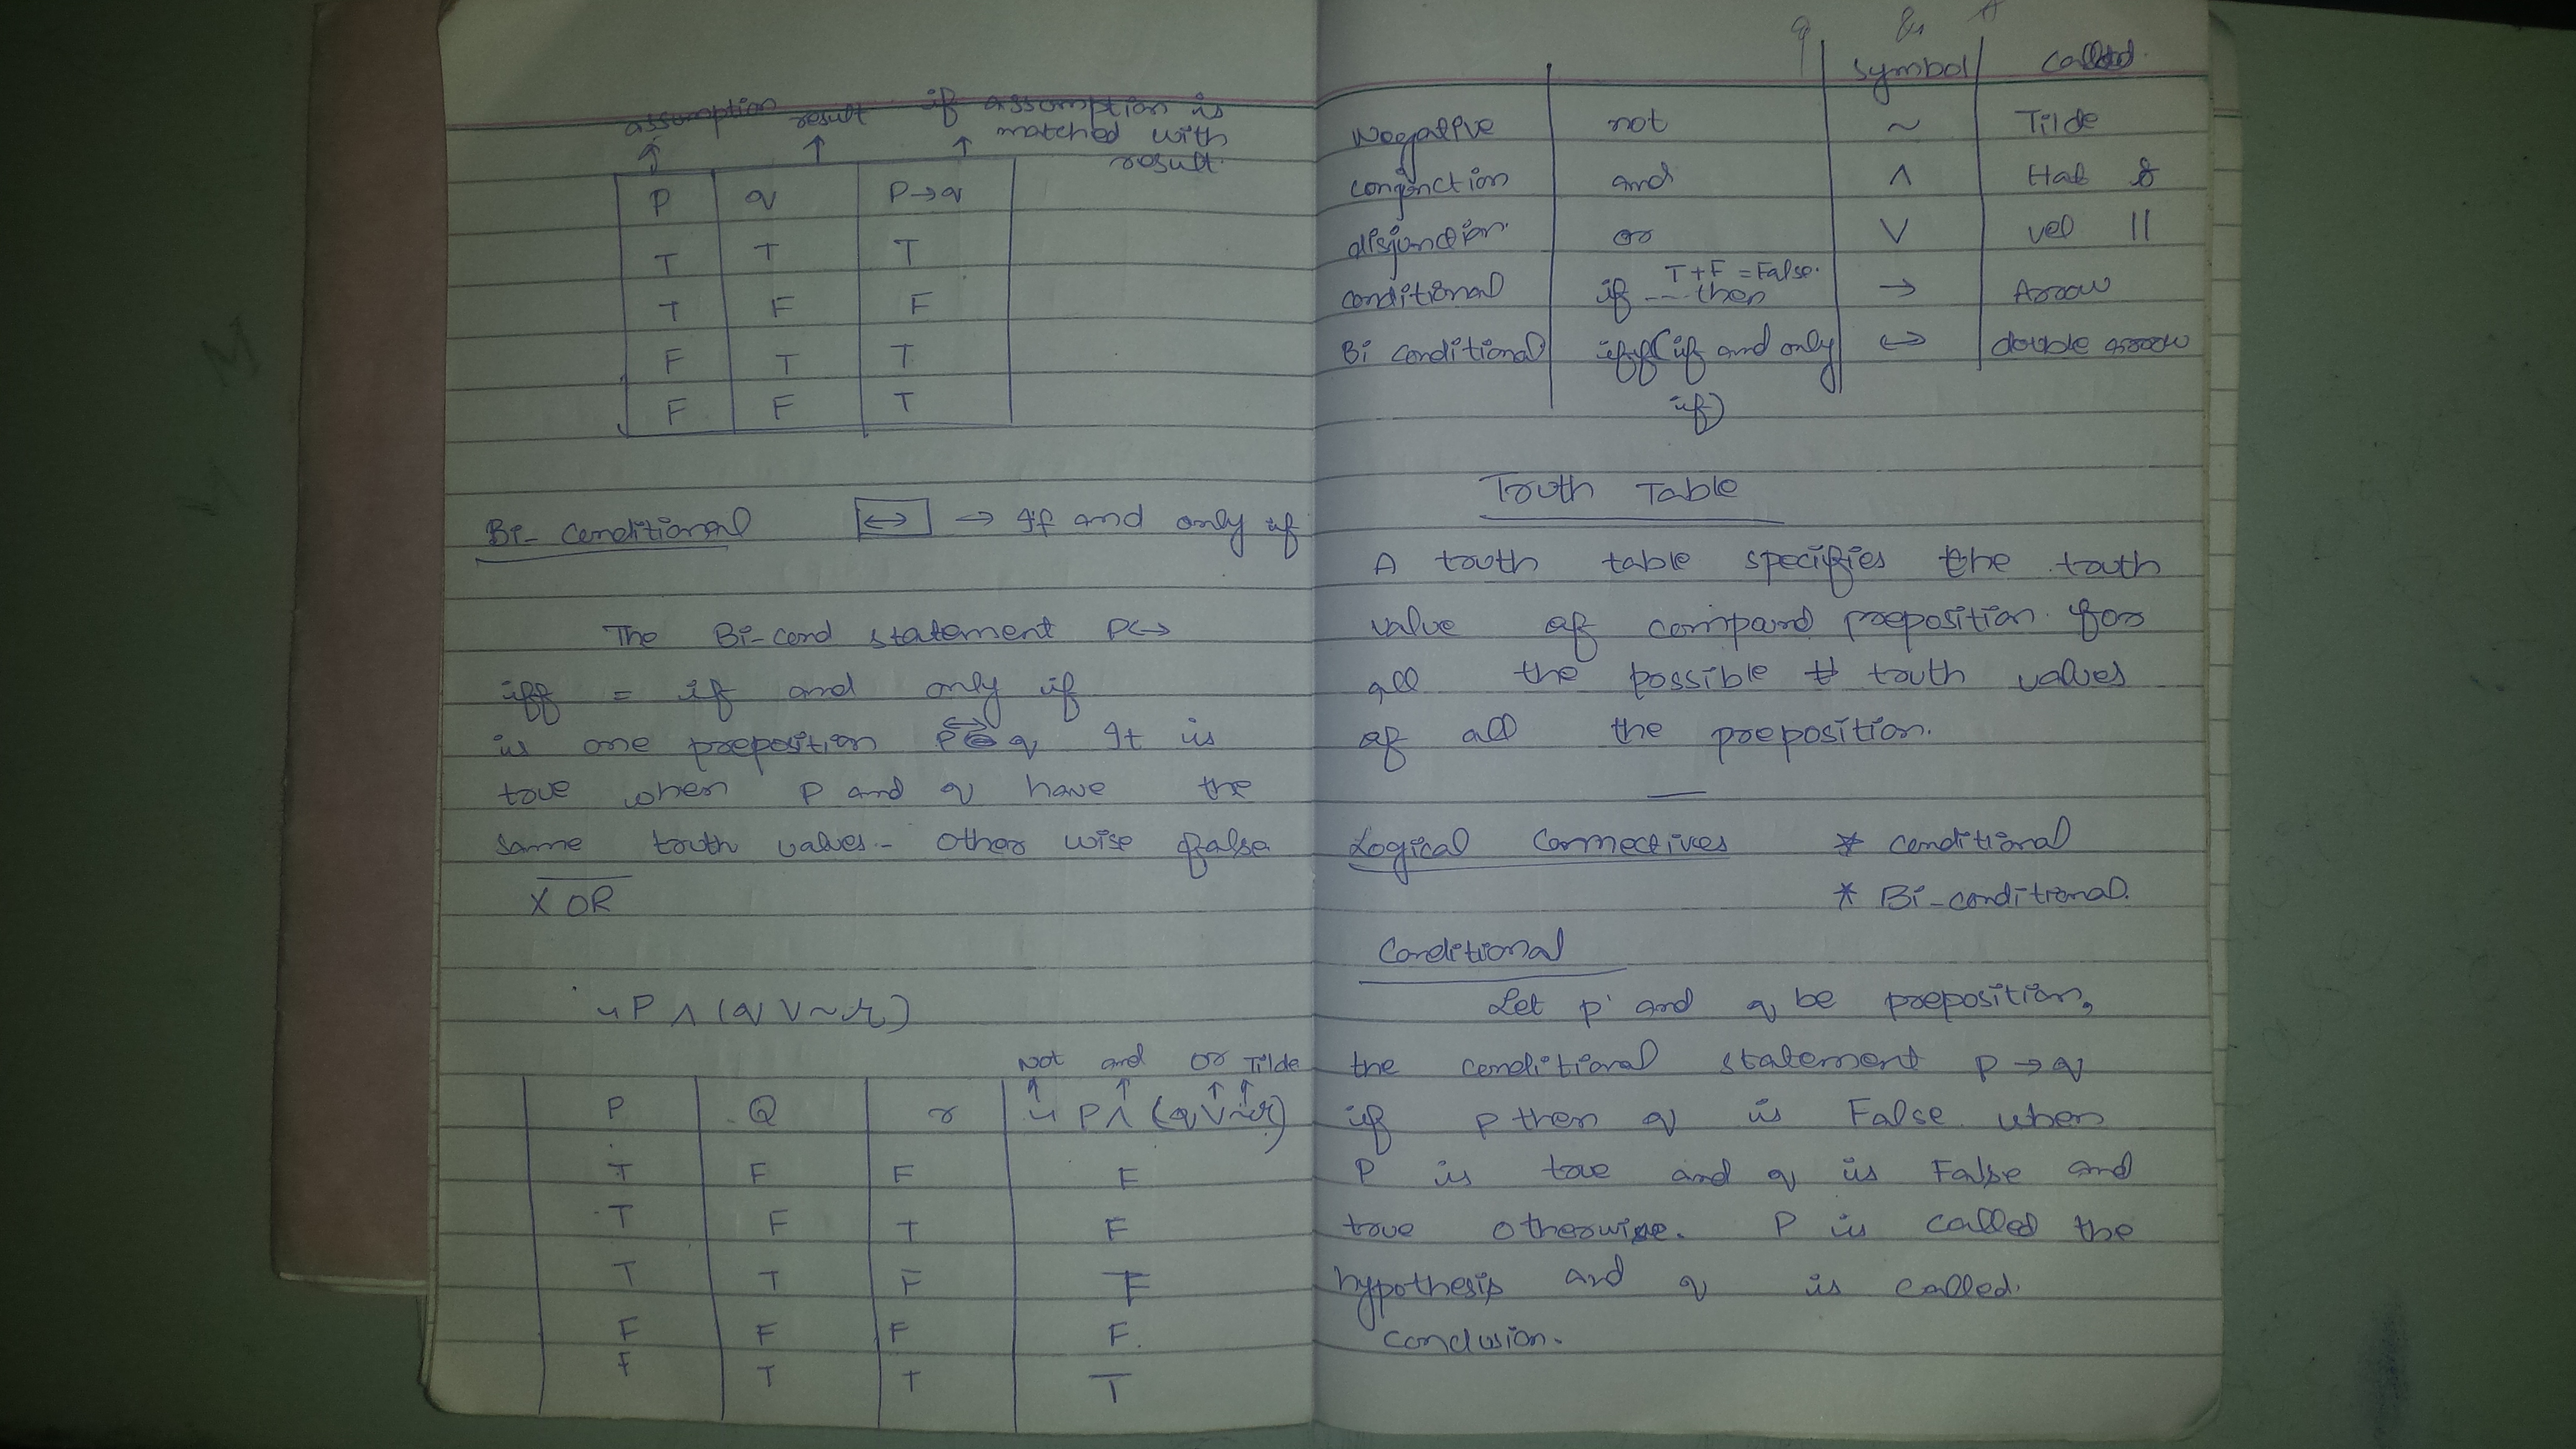 assumption result if assumption is
matched with
result.
P q P→q
T T T
T F F
F T T
F F T
Bi- Conditional ↔ → If and only if
The Bi-cond statement P↔
iff = if and only if
is one preposition P↔q It is
true when P and q have the
same truth values.- other wise false
X OR
~P ∧ (q ∨ ~r)
Not and or Tilde
P Q r ~P∧(q∨~r)
T F F F
T F T F
T T F F
F F F F.
F T T T
symbol called
Negative not ~ Tilde
conjnction and ∧ Hat &
disjunction. or ∨ vel ||
T+F = False.
conditional if --- then → Arrow
Bi conditional iff(if and only ↔ double arrow
if)
Truth Table
A truth table specifies the truth
value of compard preposition for
all the possible truth values
of all the preposition.
Logical Connectives * conditional
* Bi-conditional.
Conditional
Let p and q be preposition,
the conditional statement P→q
if p then q is False when
P is true and q is False and
true otherwise. P is called the
hypothesis and q is called.
conclusion.